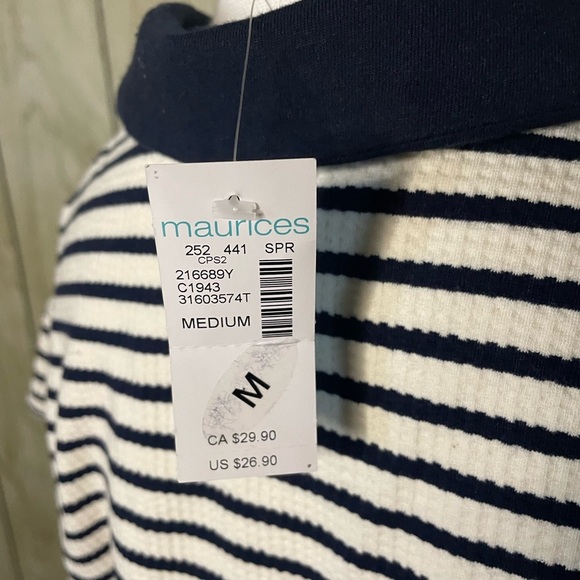 maurices
252 441 SPR
CPS2
216689Y
C1943
31603574T
MEDIUM
M
CA $29.90
US $26.90